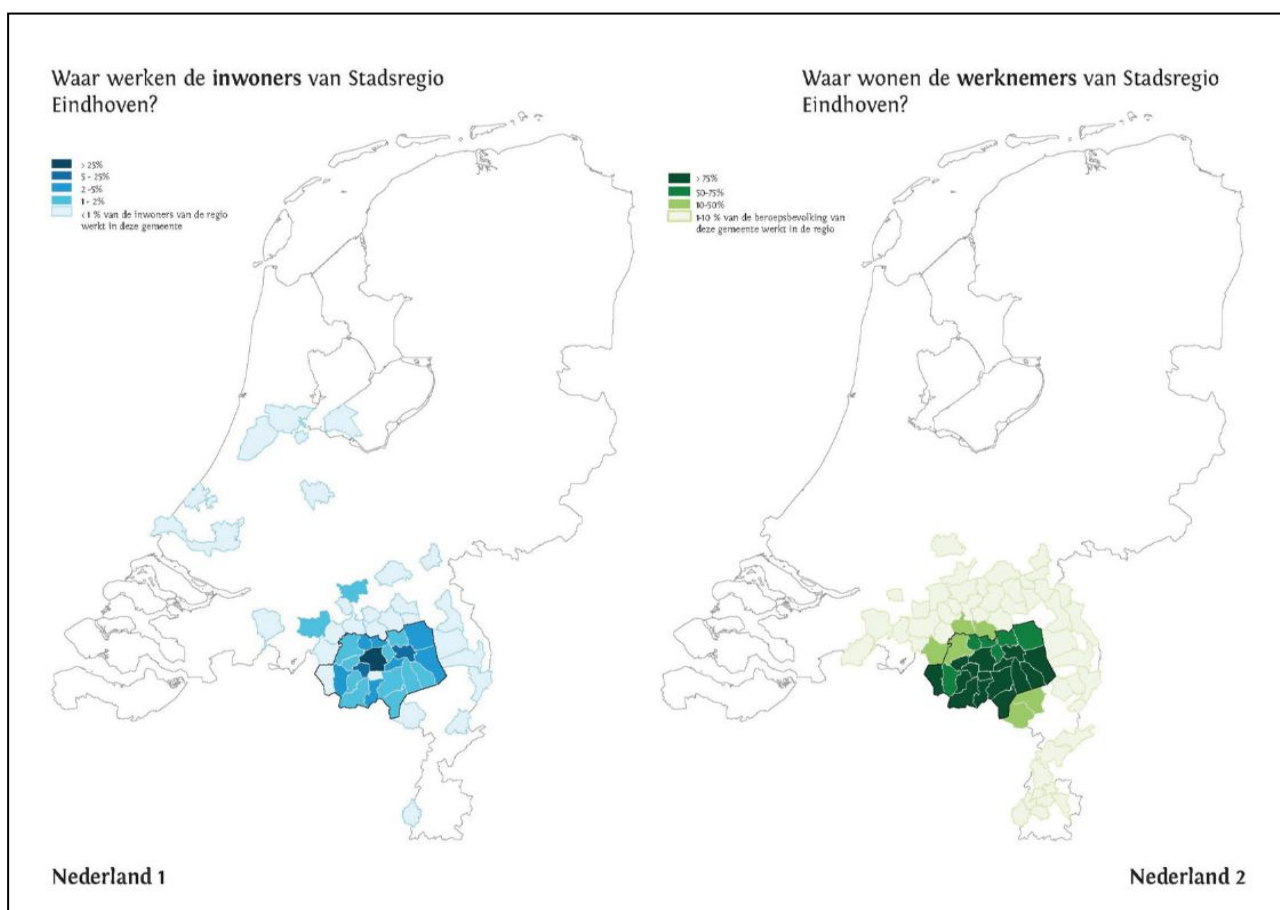 Waar werken de inwoners van Stadsregio
Eindhoven?
> 25%
5 - 25%
2 -5%
1 - 2%
<1 % van de inwoners van de regio
werkt in deze gemeente
Nederland 1
Waar wonen de werknemers van Stadsregio
Eindhoven?
> 75%
50-75%
10-50%
1-10 % van de beroepsbevolking van
deze gemeente werkt in de regio
Nederland 2